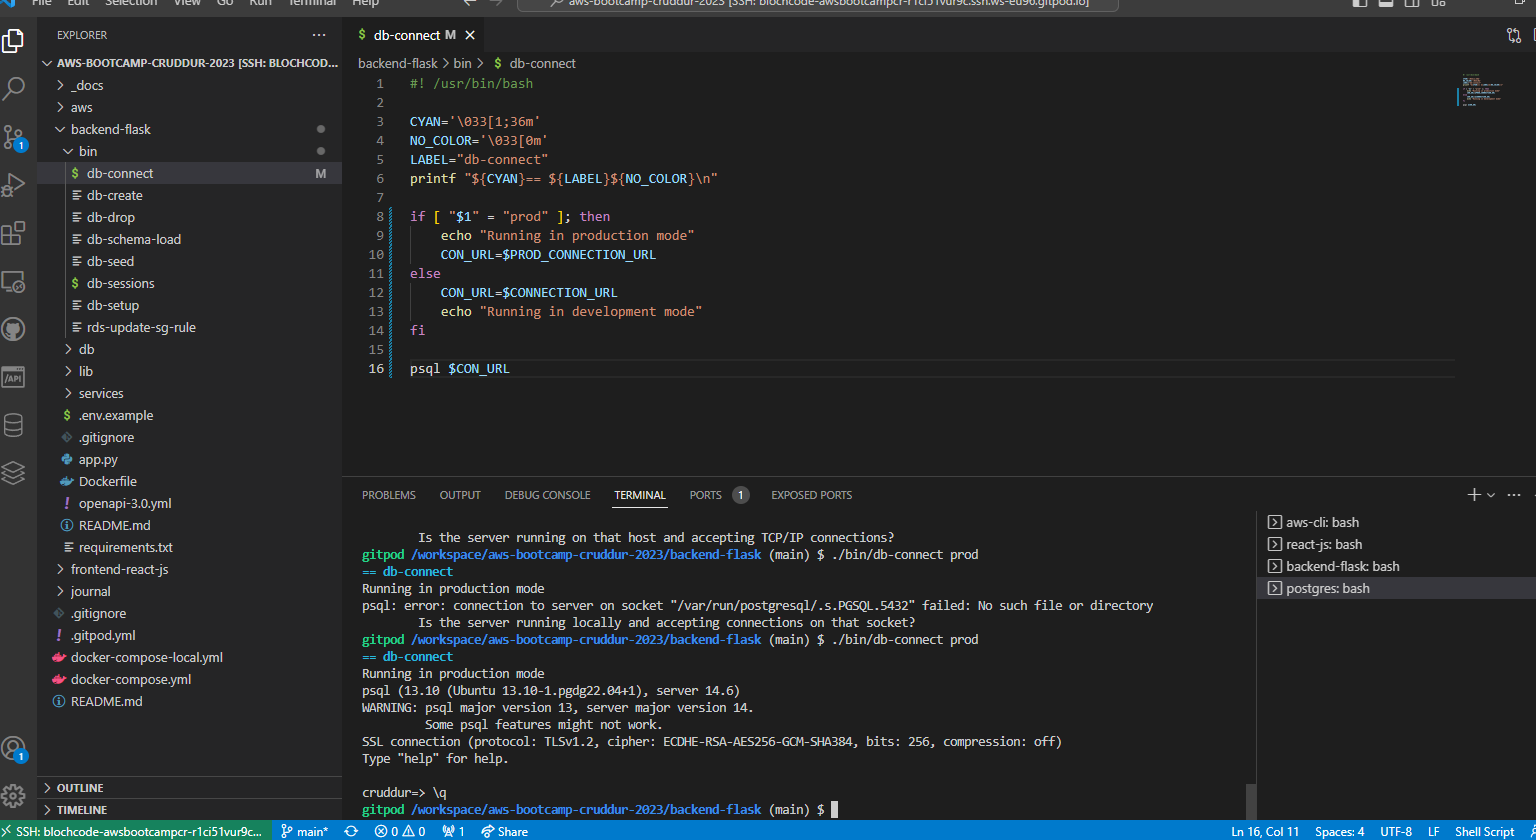 File Edit Selection View Go Run Terminal Help
aws-bootcamp-cruddur-2023 [SSH: blochcode-awsbootcampcr-r1ci51vur9c.ssh.ws-eu96.gitpod.io]
EXPLORER
AWS-BOOTCAMP-CRUDDUR-2023 [SSH: BLOCHCOD...
_docs
aws
backend-flask
bin
db-connect M
db-create
db-drop
db-schema-load
db-seed
db-sessions
db-setup
rds-update-sg-rule
db
lib
services
.env.example
.gitignore
app.py
Dockerfile
openapi-3.0.yml
README.md
requirements.txt
frontend-react-js
journal
.gitignore
.gitpod.yml
docker-compose-local.yml
docker-compose.yml
README.md
OUTLINE
TIMELINE
1
1
/API
$ db-connect M
backend-flask > bin > $ db-connect
1 #! /usr/bin/bash
2
3 CYAN='\033[1;36m'
4 NO_COLOR='\033[0m'
5 LABEL="db-connect"
6 printf "${CYAN}== ${LABEL}${NO_COLOR}\n"
7
8 if [ "$1" = "prod" ]; then
9 echo "Running in production mode"
10 CON_URL=$PROD_CONNECTION_URL
11 else
12 CON_URL=$CONNECTION_URL
13 echo "Running in development mode"
14 fi
15
16 psql $CON_URL
PROBLEMS OUTPUT DEBUG CONSOLE TERMINAL PORTS 1 EXPOSED PORTS
Is the server running on that host and accepting TCP/IP connections?
gitpod /workspace/aws-bootcamp-cruddur-2023/backend-flask (main) $ ./bin/db-connect prod
== db-connect
Running in production mode
psql: error: connection to server on socket "/var/run/postgresql/.s.PGSQL.5432" failed: No such file or directory
Is the server running locally and accepting connections on that socket?
gitpod /workspace/aws-bootcamp-cruddur-2023/backend-flask (main) $ ./bin/db-connect prod
== db-connect
Running in production mode
psql (13.10 (Ubuntu 13.10-1.pgdg22.04+1), server 14.6)
WARNING: psql major version 13, server major version 14.
Some psql features might not work.
SSL connection (protocol: TLSv1.2, cipher: ECDHE-RSA-AES256-GCM-SHA384, bits: 256, compression: off)
Type "help" for help.
cruddur=> \q
gitpod /workspace/aws-bootcamp-cruddur-2023/backend-flask (main) $
aws-cli: bash
react-js: bash
backend-flask: bash
postgres: bash
SSH: blochcode-awsbootcampcr-r1ci51vur9c... main* 0 0 1 Share Ln 16, Col 11 Spaces: 4 UTF-8 LF Shell Script